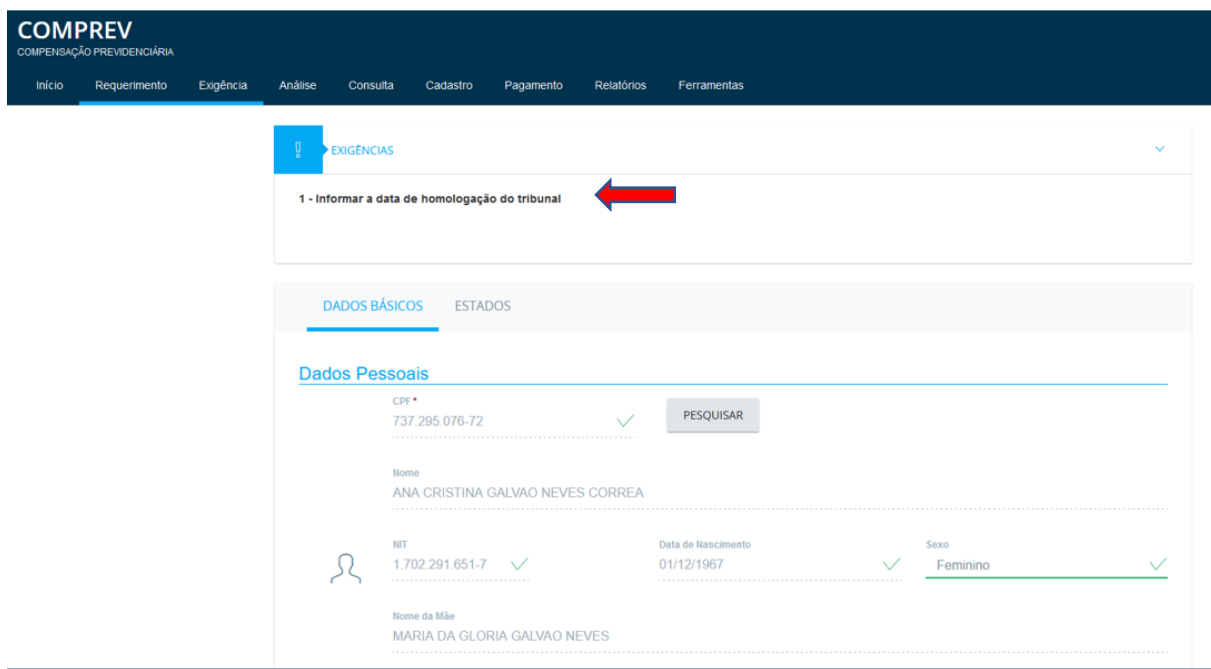 COMPREV
COMPENSAÇÃO PREVIDENCIÁRIA
Início Requerimento Exigência Análise Consulta Cadastro Pagamento Relatórios Ferramentas
EXIGÊNCIAS
1 - Informar a data de homologação do tribunal
DADOS BÁSICOS ESTADOS
Dados Pessoais
CPF *
737.295.076-72 PESQUISAR
Nome
ANA CRISTINA GALVAO NEVES CORREA
NIT Data de Nascimento Sexo
1.702.291.651-7 01/12/1967 Feminino
Nome da Mãe
MARIA DA GLORIA GALVAO NEVES